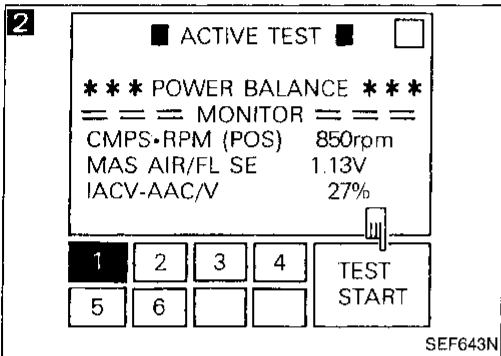 2
■ ACTIVE TEST ■
*** POWER BALANCE ***
=== MONITOR ===
CMPS•RPM (POS) 850rpm
MAS AIR/FL SE 1.13V
IACV-AAC/V 27%
1 2 3 4
5 6
TEST
START
SEF643N